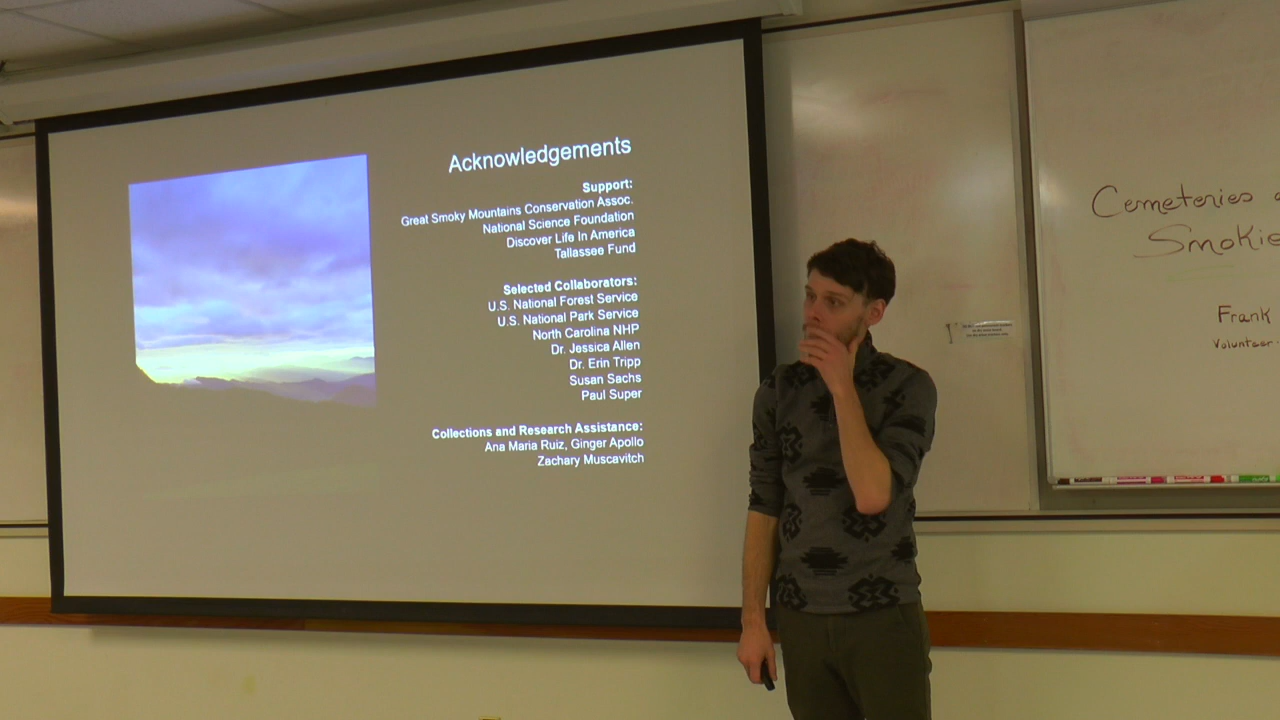 Acknowledgements
Support:
Great Smoky Mountains Conservation Assoc.
National Science Foundation
Discover Life In America
Tallassee Fund
Selected Collaborators:
U.S. National Forest Service
U.S. National Park Service
North Carolina NHP
Dr. Jessica Allen
Dr. Erin Tripp
Susan Sachs
Paul Super
Collections and Research Assistance:
Ana Maria Ruiz, Ginger Apollo
Zachary Muscavitch
Cemeteries
Smokie
Frank
Volunteer